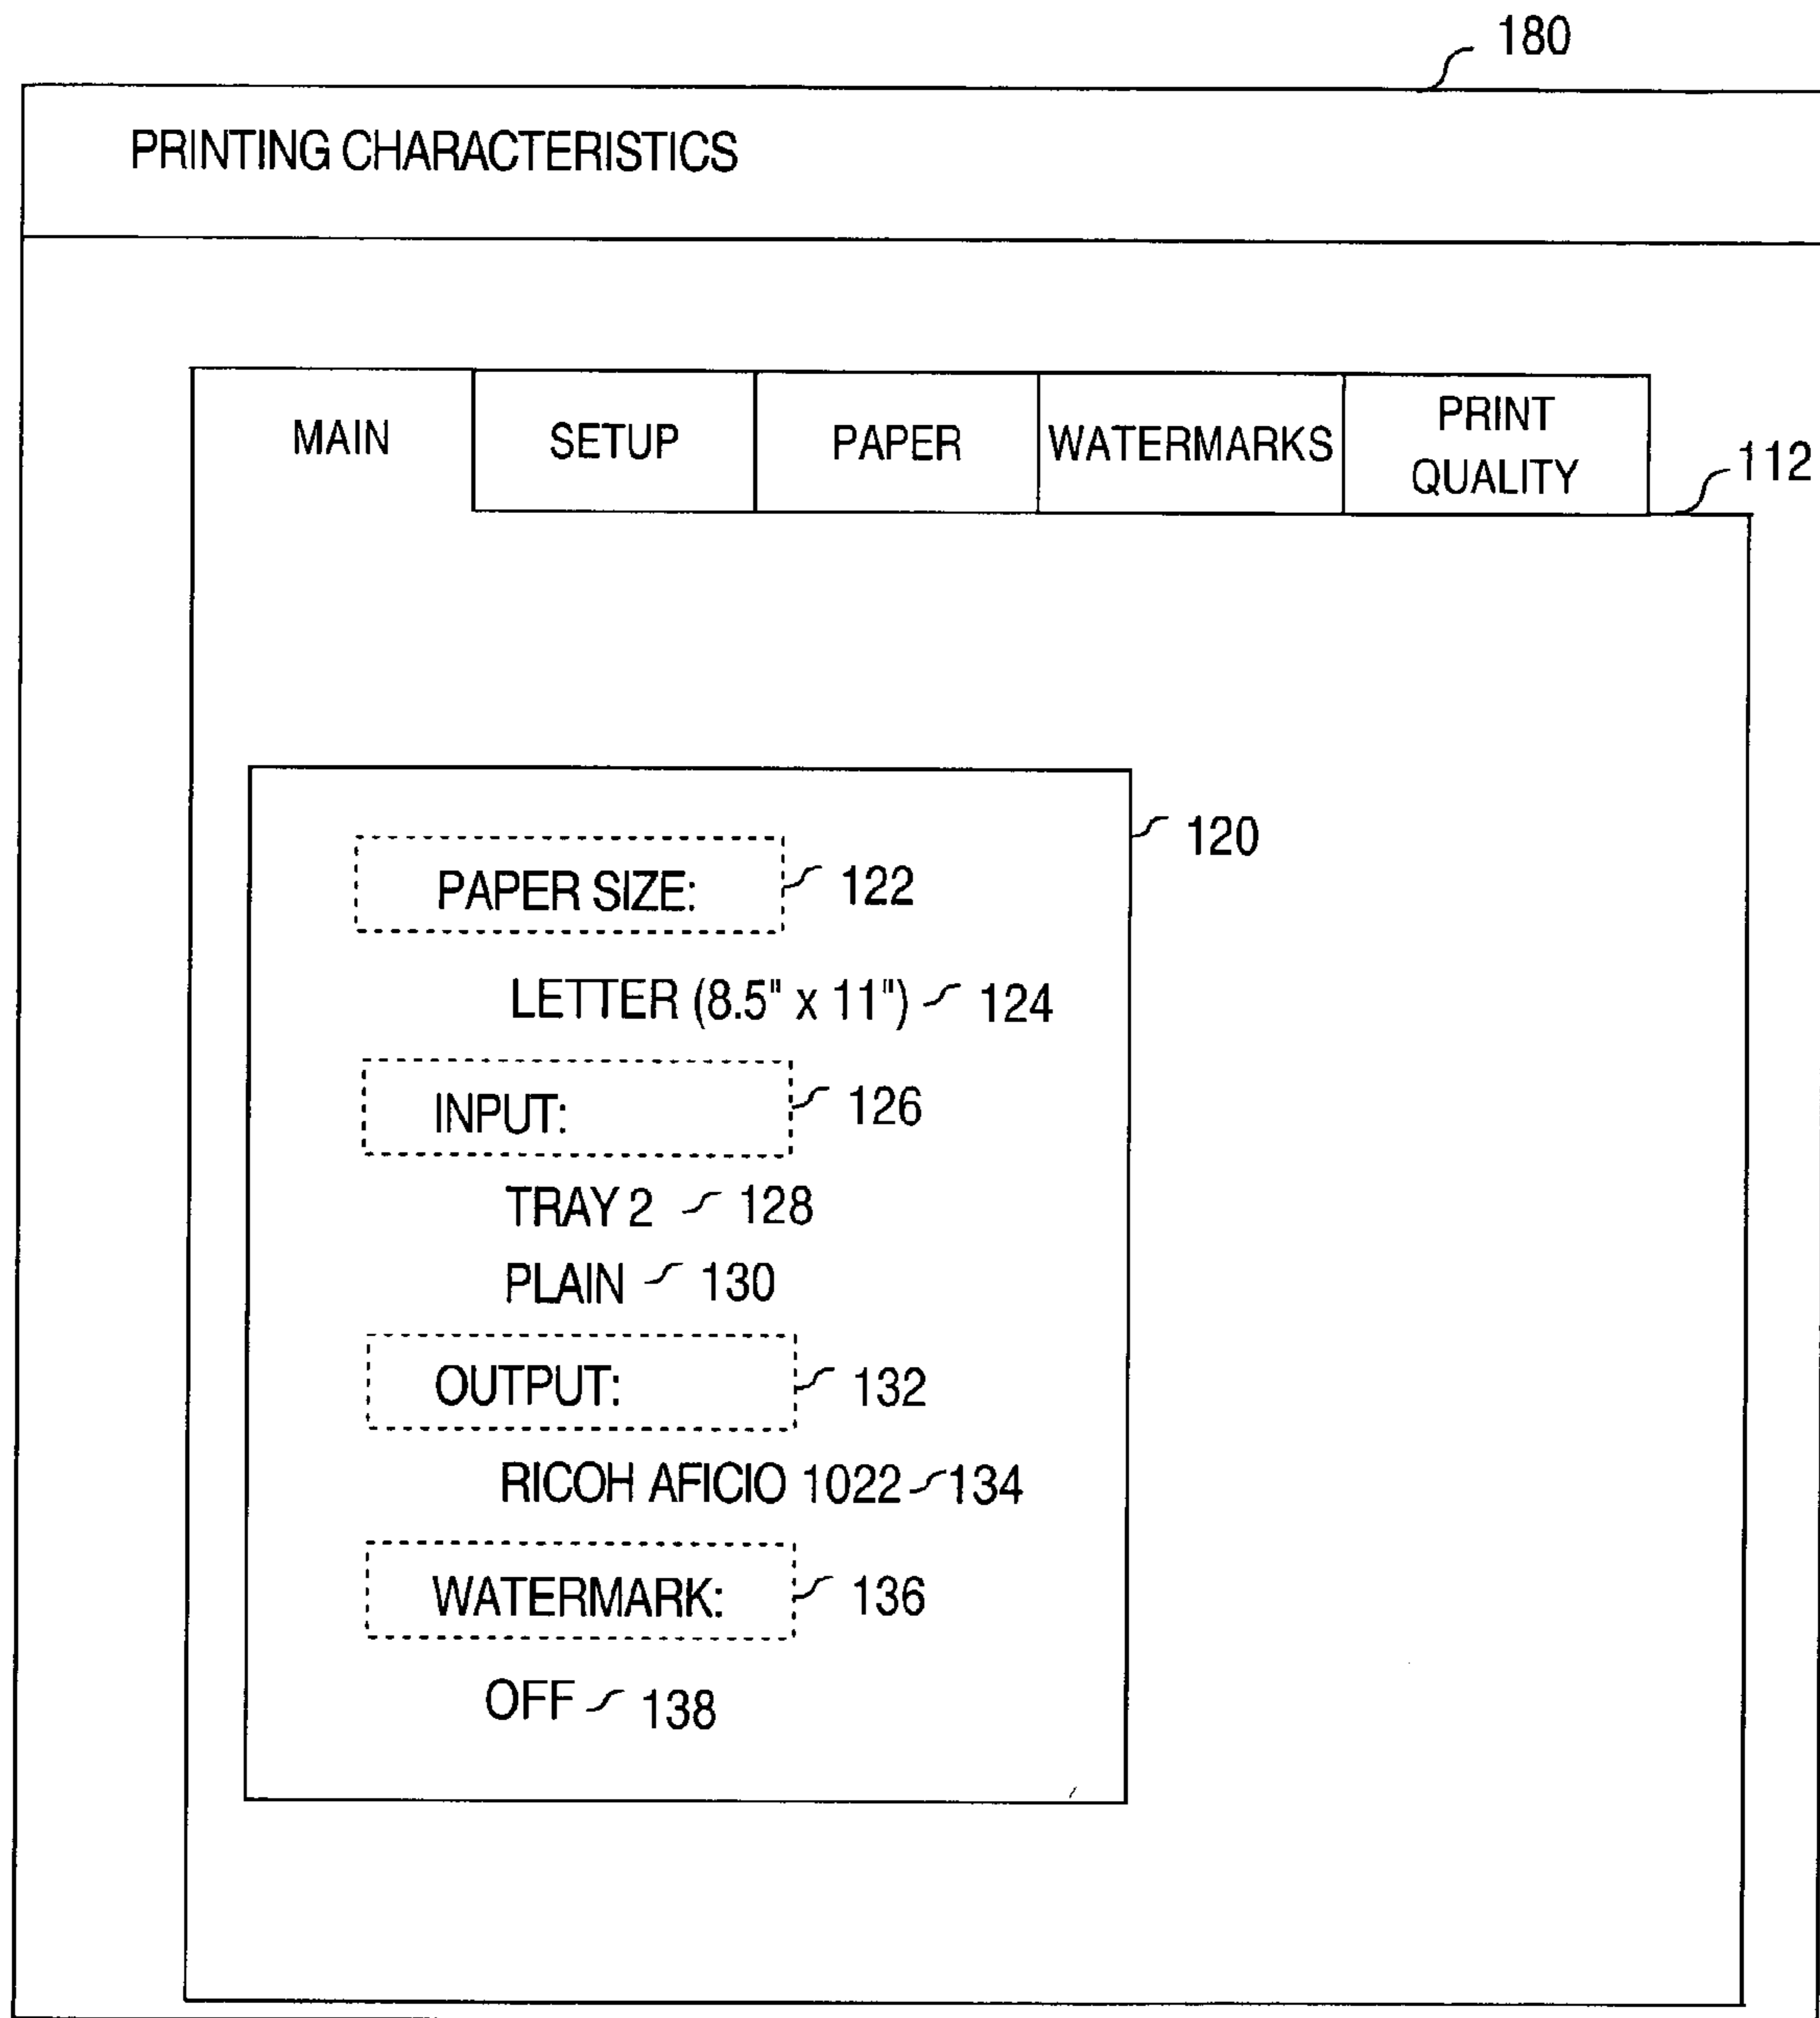 180
PRINTING CHARACTERISTICS
MAIN SETUP PAPER WATERMARKS PRINT QUALITY
112
120
PAPER SIZE: 122
LETTER (8.5" x 11") 124
INPUT: 126
TRAY 2 128
PLAIN 130
OUTPUT: 132
RICOH AFICIO 1022 134
WATERMARK: 136
OFF 138